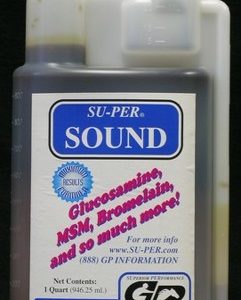 SU-PER®
SOUND
RESULTS
Glucosamine,
MSM, Bromelain,
and so much more!
For more info
www.SU-PER.com
(888) GP INFORMATION
Net Contents:
1 Quart (946.25 ml.)
SUPERIOR PERFORMANCE